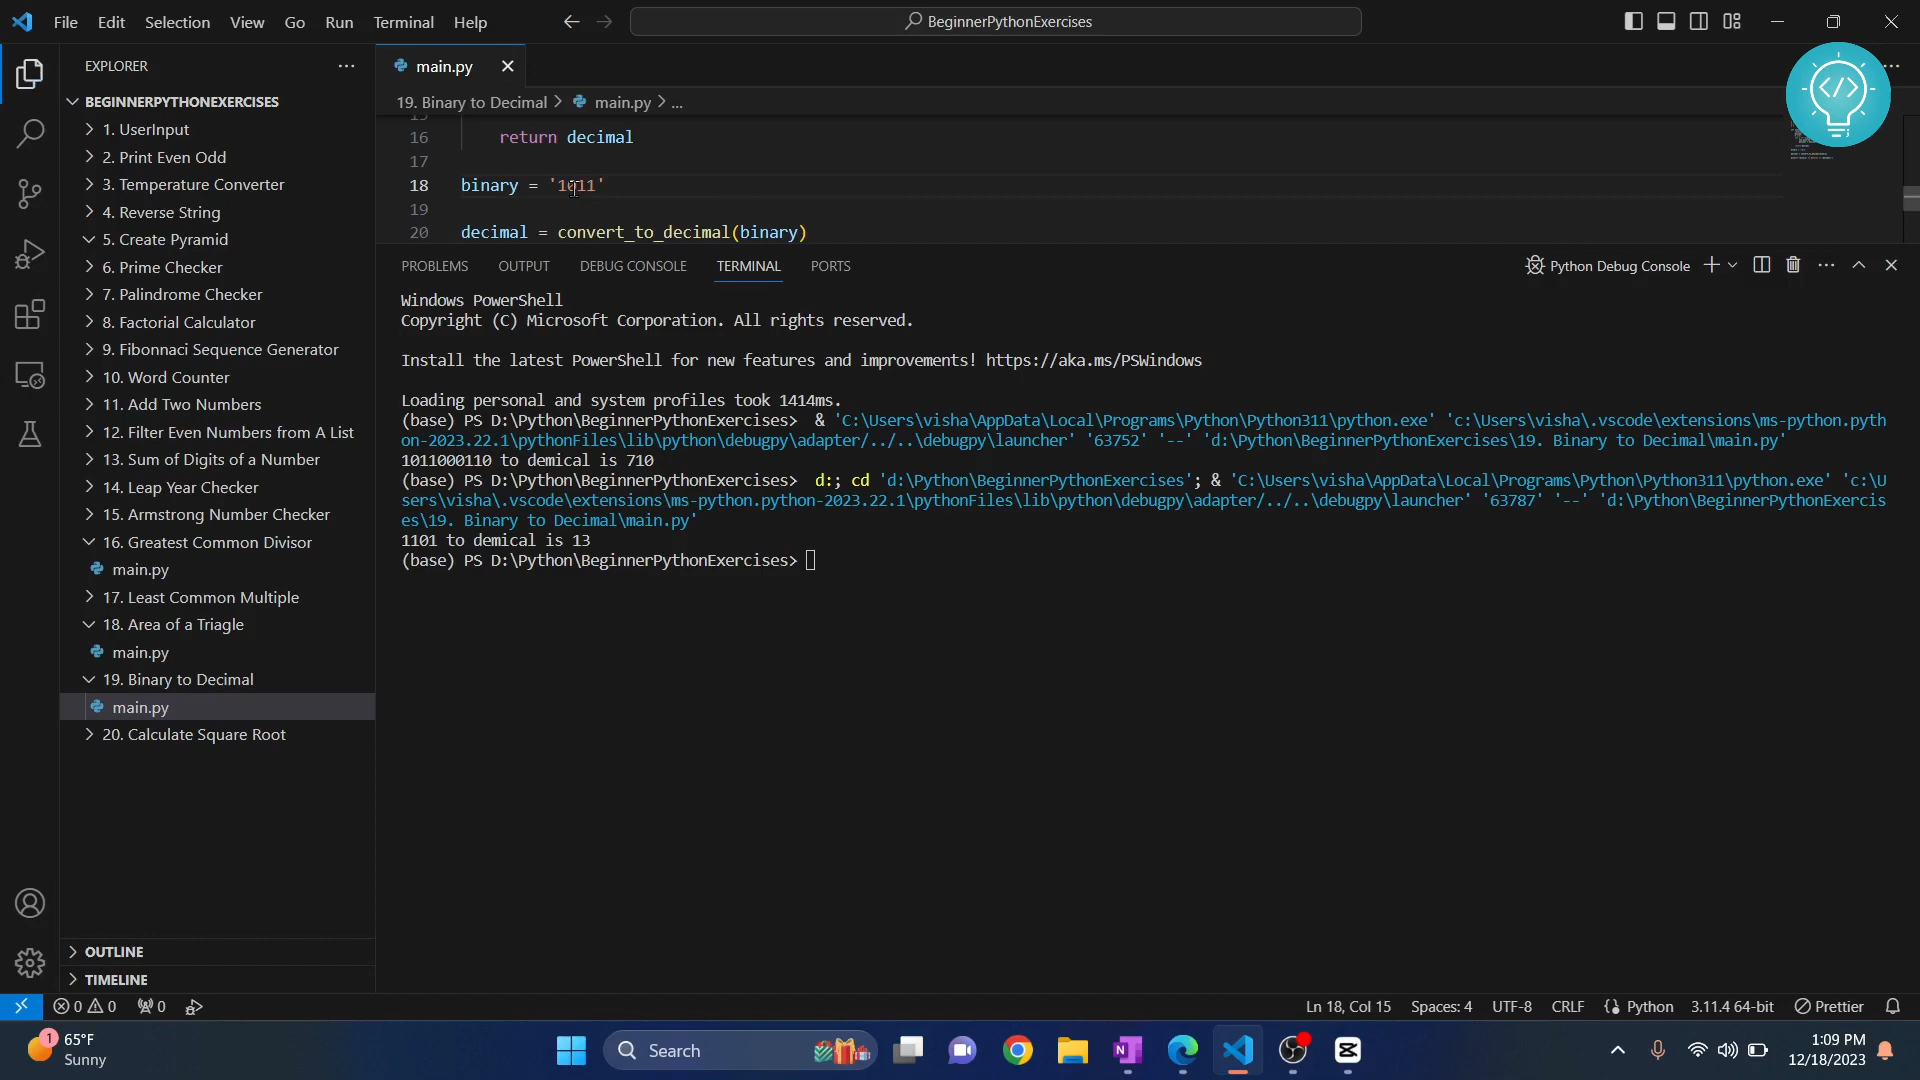 File Edit Selection View Go Run Terminal Help
BeginnerPythonExercises
EXPLORER
BEGINNERPYTHONEXERCISES
1. UserInput
2. Print Even Odd
3. Temperature Converter
4. Reverse String
5. Create Pyramid
6. Prime Checker
7. Palindrome Checker
8. Factorial Calculator
9. Fibonnaci Sequence Generator
10. Word Counter
11. Add Two Numbers
12. Filter Even Numbers from A List
13. Sum of Digits of a Number
14. Leap Year Checker
15. Armstrong Number Checker
16. Greatest Common Divisor
main.py
17. Least Common Multiple
18. Area of a Triagle
main.py
19. Binary to Decimal
main.py
20. Calculate Square Root
OUTLINE
TIMELINE
main.py
19. Binary to Decimal > main.py > ...
</>
15
16 return decimal
17
18 binary = '1011'
19
20 decimal = convert_to_decimal(binary)
PROBLEMS OUTPUT DEBUG CONSOLE TERMINAL PORTS
Python Debug Console
Windows PowerShell
Copyright (C) Microsoft Corporation. All rights reserved.
Install the latest PowerShell for new features and improvements! https://aka.ms/PSWindows
Loading personal and system profiles took 1414ms.
(base) PS D:\Python\BeginnerPythonExercises>  & 'C:\Users\visha\AppData\Local\Programs\Python\Python311\python.exe' 'c:\Users\visha\.vscode\extensions\ms-python.pyth
on-2023.22.1\pythonFiles\lib\python\debugpy\adapter/../..\debugpy\launcher' '63752' '--' 'd:\Python\BeginnerPythonExercises\19. Binary to Decimal\main.py'
1011000110 to demical is 710
(base) PS D:\Python\BeginnerPythonExercises>  d:; cd 'd:\Python\BeginnerPythonExercises'; & 'C:\Users\visha\AppData\Local\Programs\Python\Python311\python.exe' 'c:\U
sers\visha\.vscode\extensions\ms-python.python-2023.22.1\pythonFiles\lib\python\debugpy\adapter/../..\debugpy\launcher' '63787' '--' 'd:\Python\BeginnerPythonExercis
es\19. Binary to Decimal\main.py'
1101 to demical is 13
(base) PS D:\Python\BeginnerPythonExercises>
0 0 0 Ln 18, Col 15 Spaces: 4 UTF-8 CRLF Python 3.11.4 64-bit Prettier
1 65°F
Sunny
Search
1:09 PM
12/18/2023